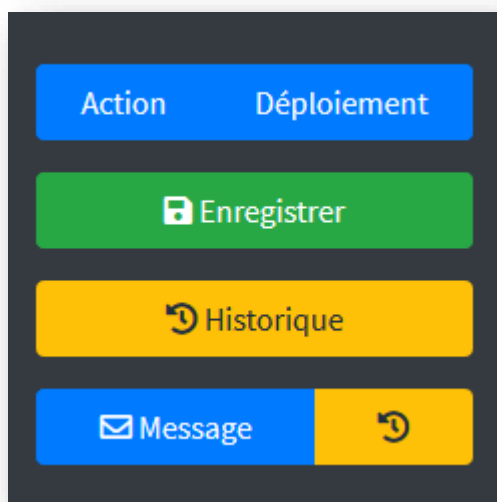 Action Déploiement
Enregistrer
Historique
Message